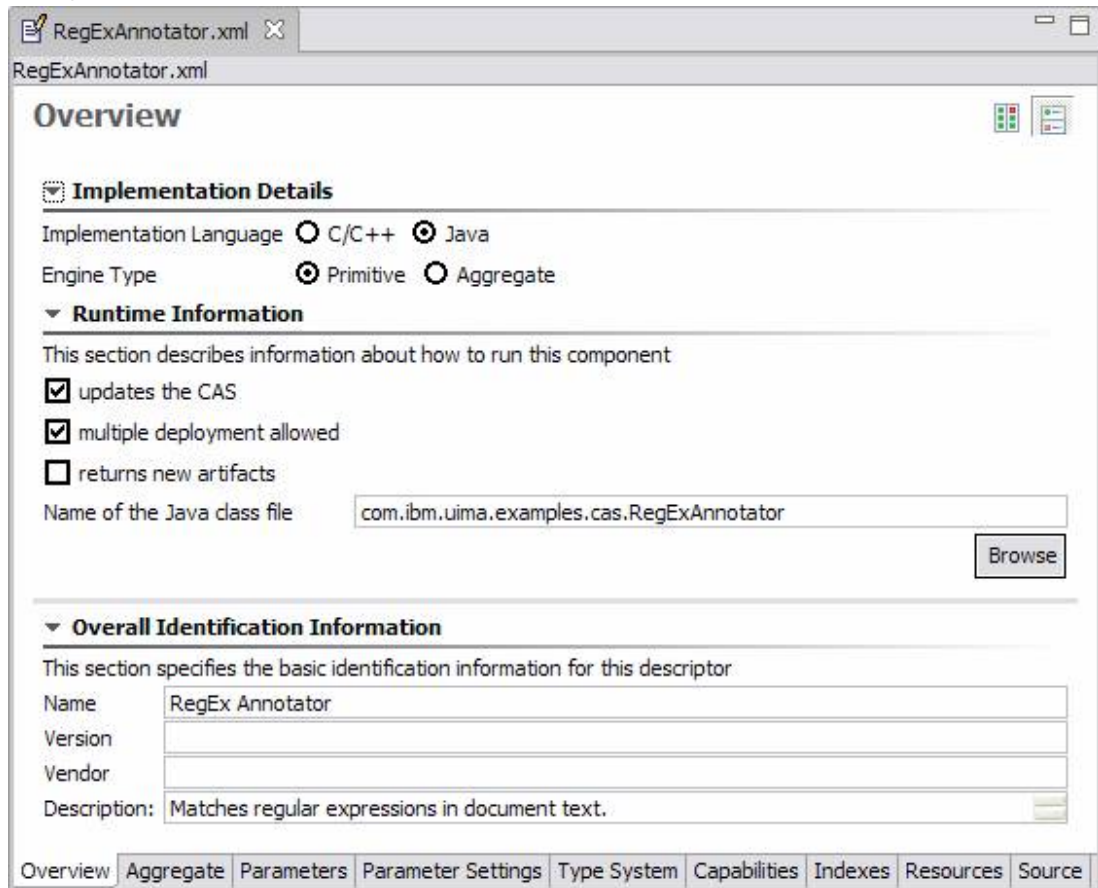 RegExAnnotator.xml
RegExAnnotator.xml
Overview
Implementation Details
Implementation Language C/C++ Java
Engine Type Primitive Aggregate
Runtime Information
This section describes information about how to run this component
updates the CAS
multiple deployment allowed
returns new artifacts
Name of the Java class file com.ibm.uima.examples.cas.RegExAnnotator
Browse
Overall Identification Information
This section specifies the basic identification information for this descriptor
Name RegEx Annotator
Version
Vendor
Description: Matches regular expressions in document text.
Overview Aggregate Parameters Parameter Settings Type System Capabilities Indexes Resources Source